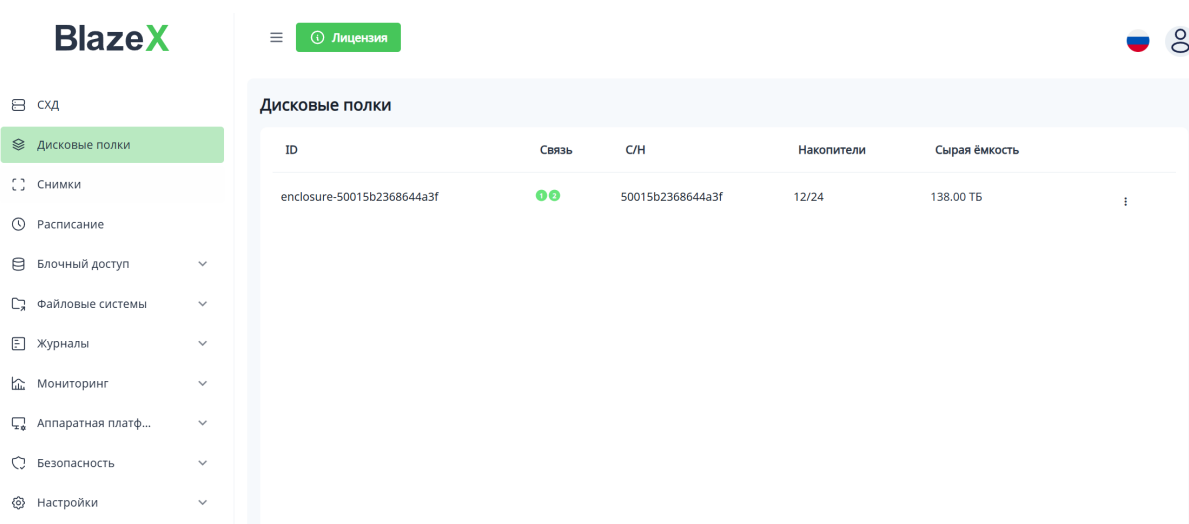 BlazeX
Лицензия
СХД
Дисковые полки
Снимки
Расписание
Блочный доступ
Файловые системы
Журналы
Мониторинг
Аппаратная платф...
Безопасность
Настройки
Дисковые полки
ID Связь С/Н Накопители Сырая ёмкость
enclosure-50015b2368644a3f 1 2 50015b2368644a3f 12/24 138.00 ТБ